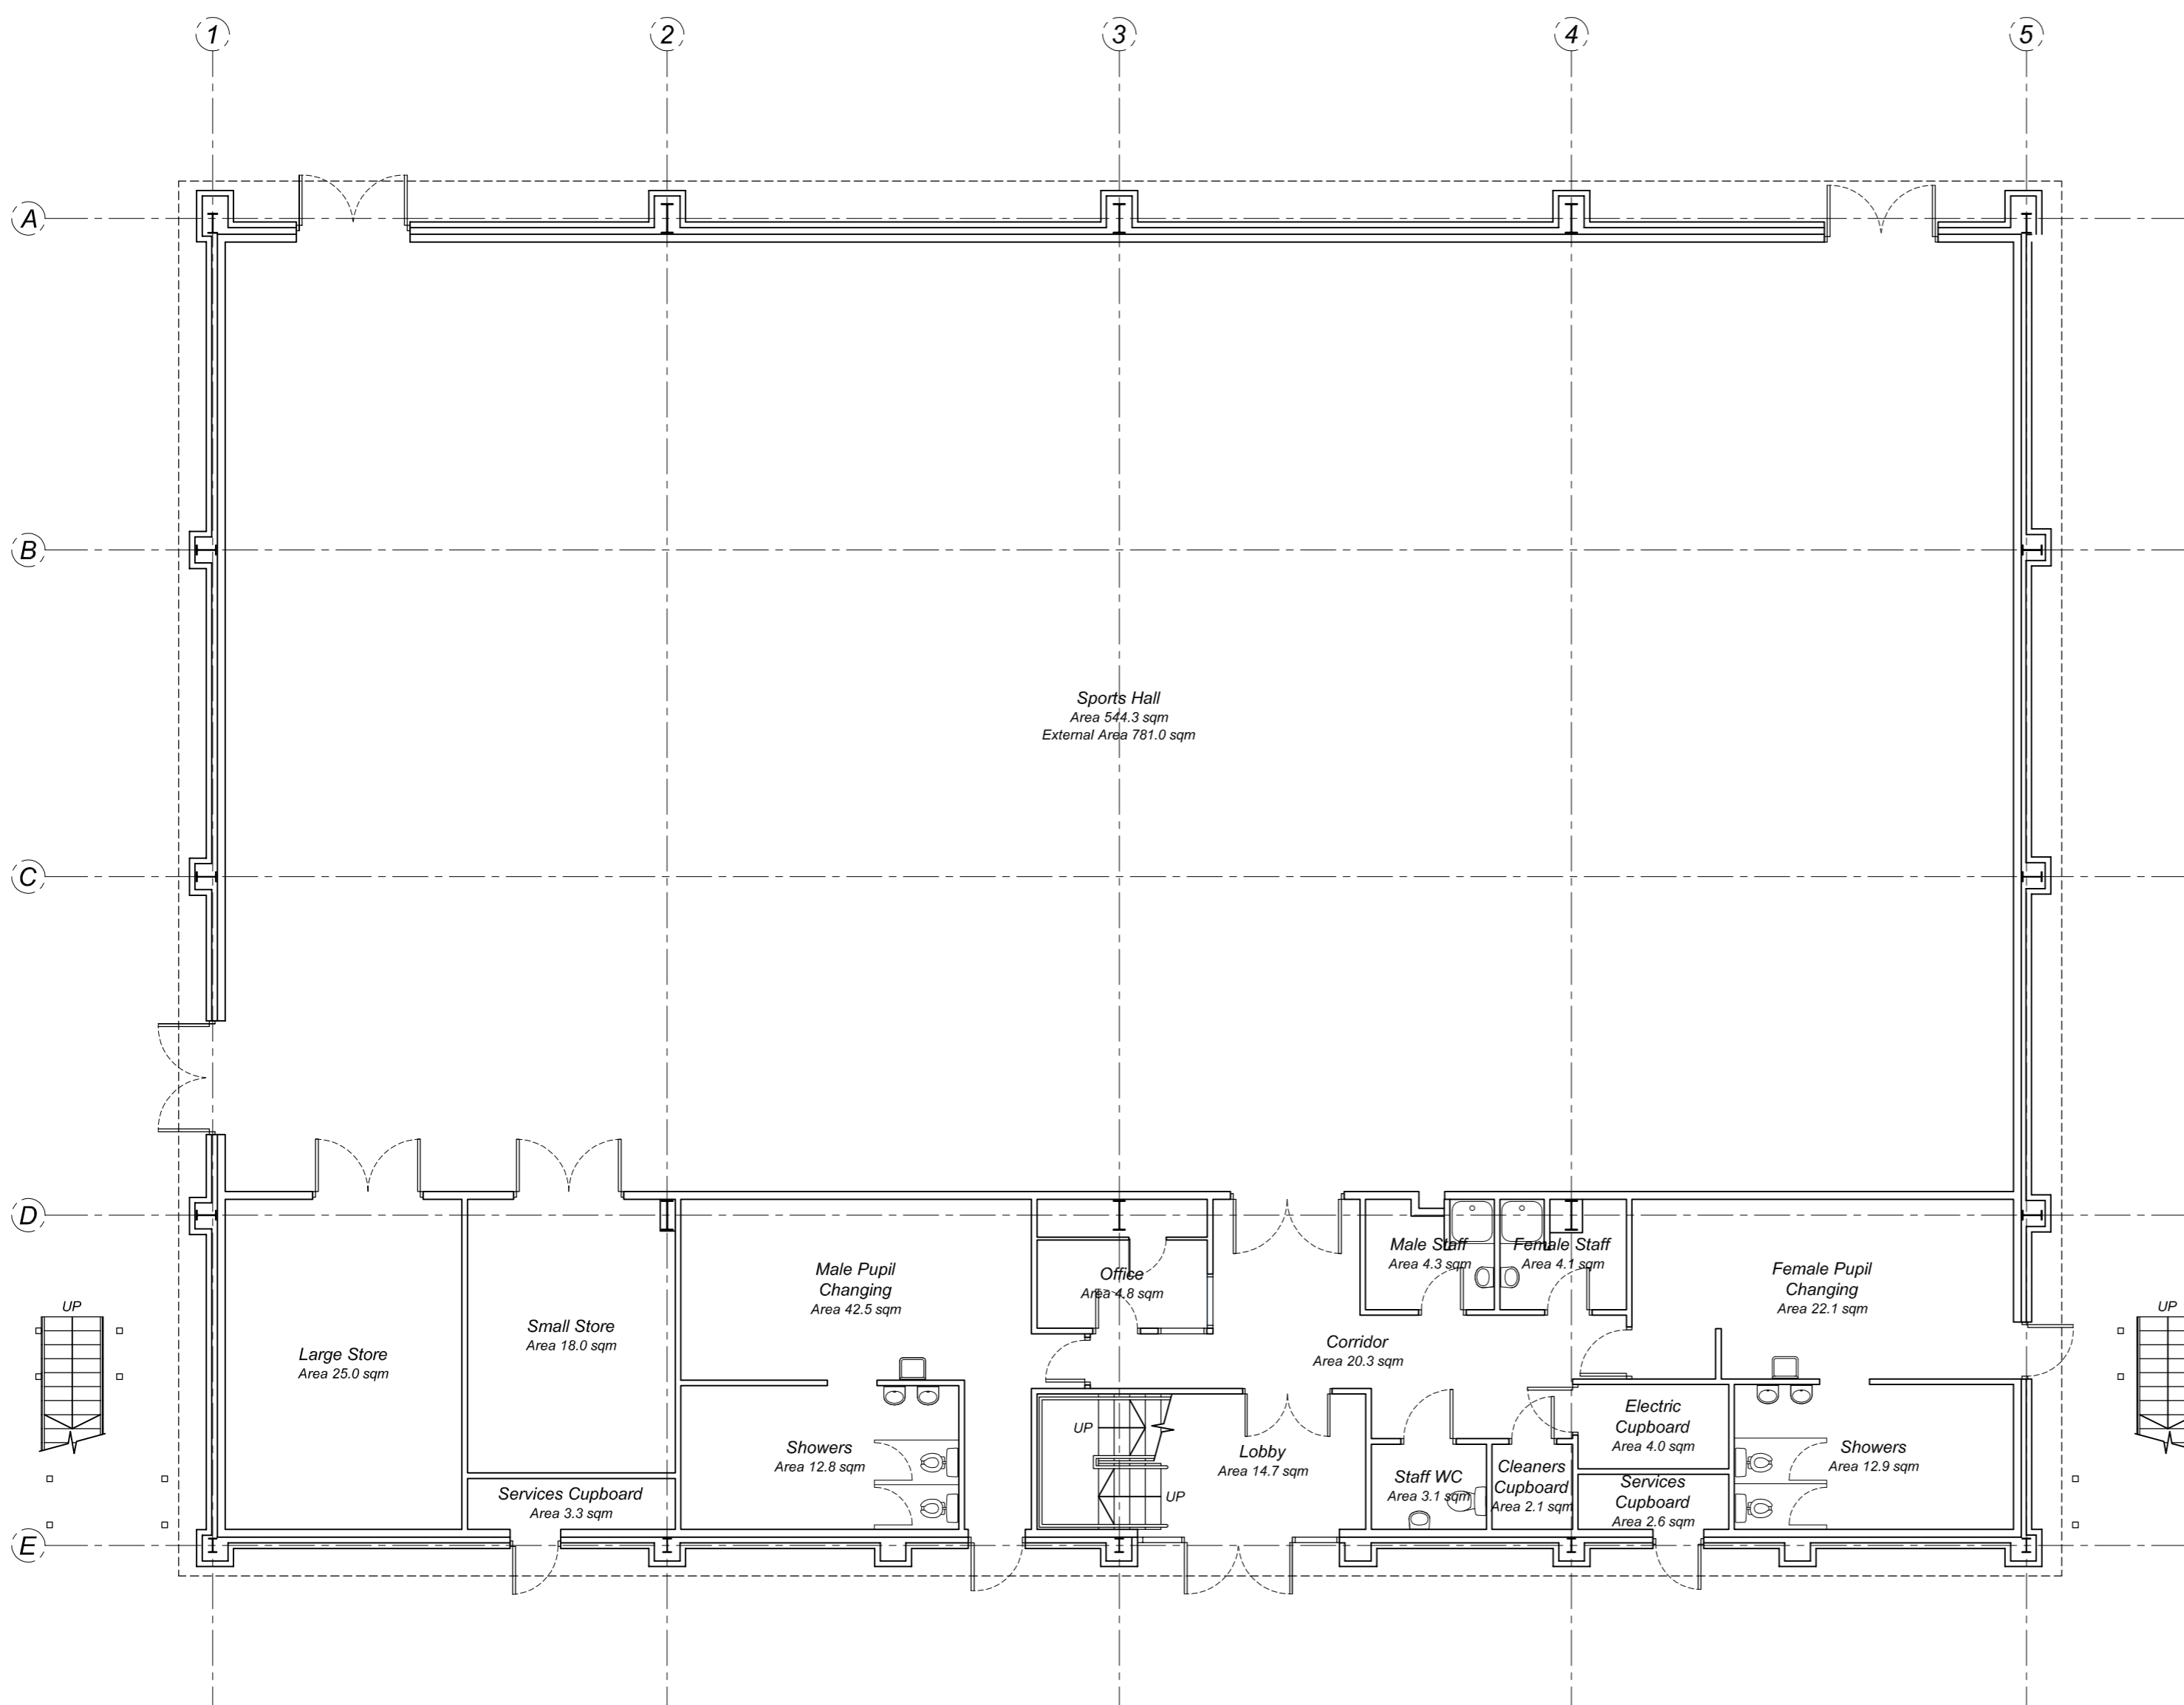 1
2
3
4
5
A
B
C
D
E
Sports Hall
Area 544.3 sqm
External Area 781.0 sqm
Large Store
Area 25.0 sqm
Small Store
Area 18.0 sqm
Services Cupboard
Area 3.3 sqm
Male Pupil
Changing
Area 42.5 sqm
Showers
Area 12.8 sqm
Office
Area 4.8 sqm
UP
UP
Lobby
Area 14.7 sqm
Corridor
Area 20.3 sqm
Male Staff
Area 4.3 sqm
Female Staff
Area 4.1 sqm
Staff WC
Area 3.1 sqm
Cleaners
Cupboard
Area 2.1 sqm
Electric
Cupboard
Area 4.0 sqm
Services
Cupboard
Area 2.6 sqm
Female Pupil
Changing
Area 22.1 sqm
Showers
Area 12.9 sqm
UP
UP